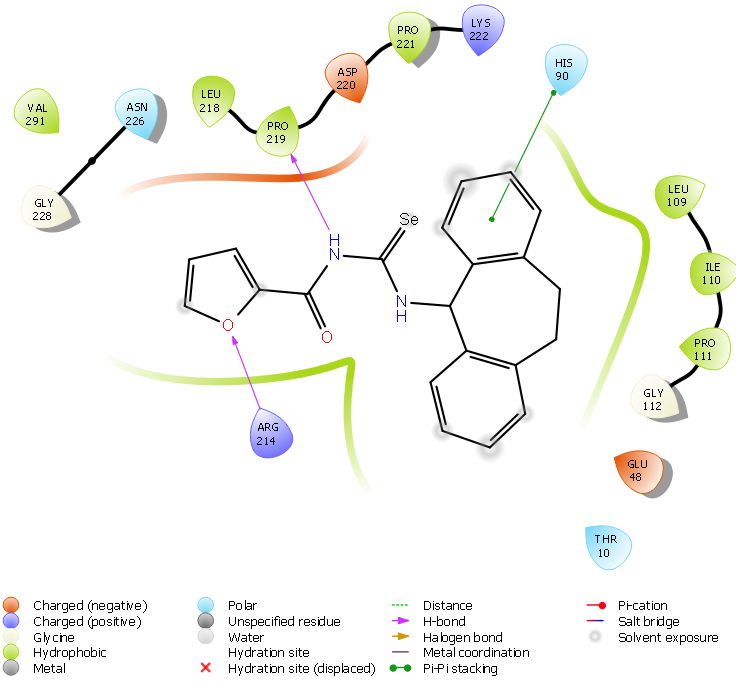 LYS
222
PRO
221
HIS
90
ASP
220
LEU
218
VAL
291
ASN
226
PRO
219
LEU
109
GLY
228
Se
H
N
ILE
110
N
H
O
O
PRO
111
GLY
112
ARG
214
GLU
48
THR
10
Charged (negative)
Charged (positive)
Glycine
Hydrophobic
Metal
Polar
Unspecified residue
Water
Hydration site
Hydration site (displaced)
Distance
H-bond
Halogen bond
Metal coordination
Pi-Pi stacking
Pi-cation
Salt bridge
Solvent exposure